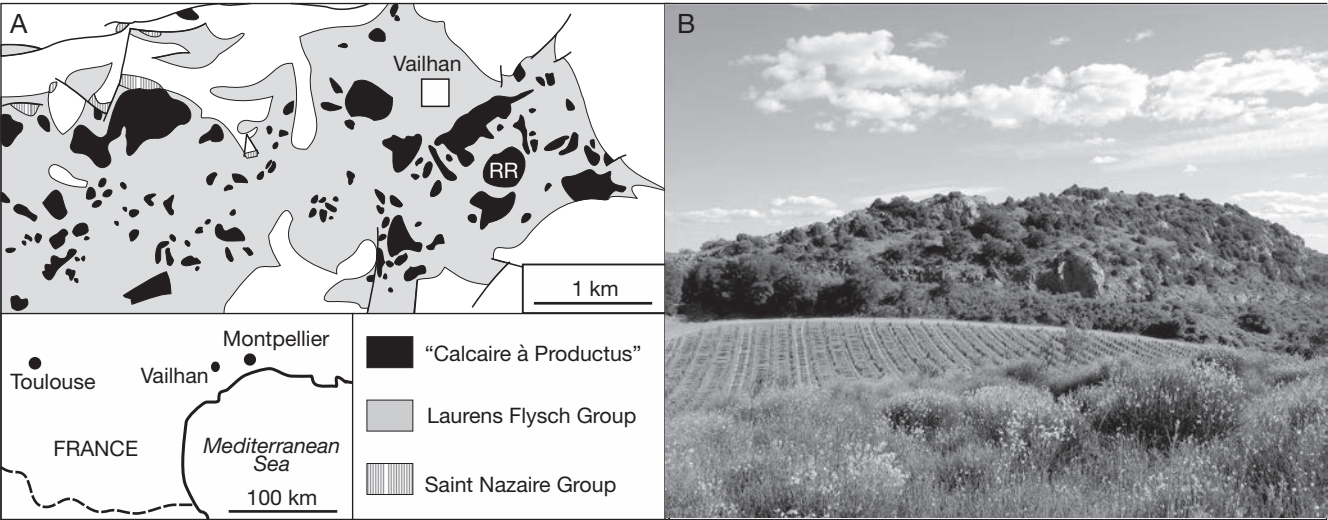 A
Vailhan
RR
1 km
Toulouse
Vailhan
Montpellier
FRANCE
Mediterranean
Sea
100 km
“Calcaire à Productus”
Laurens Flysch Group
Saint Nazaire Group
B